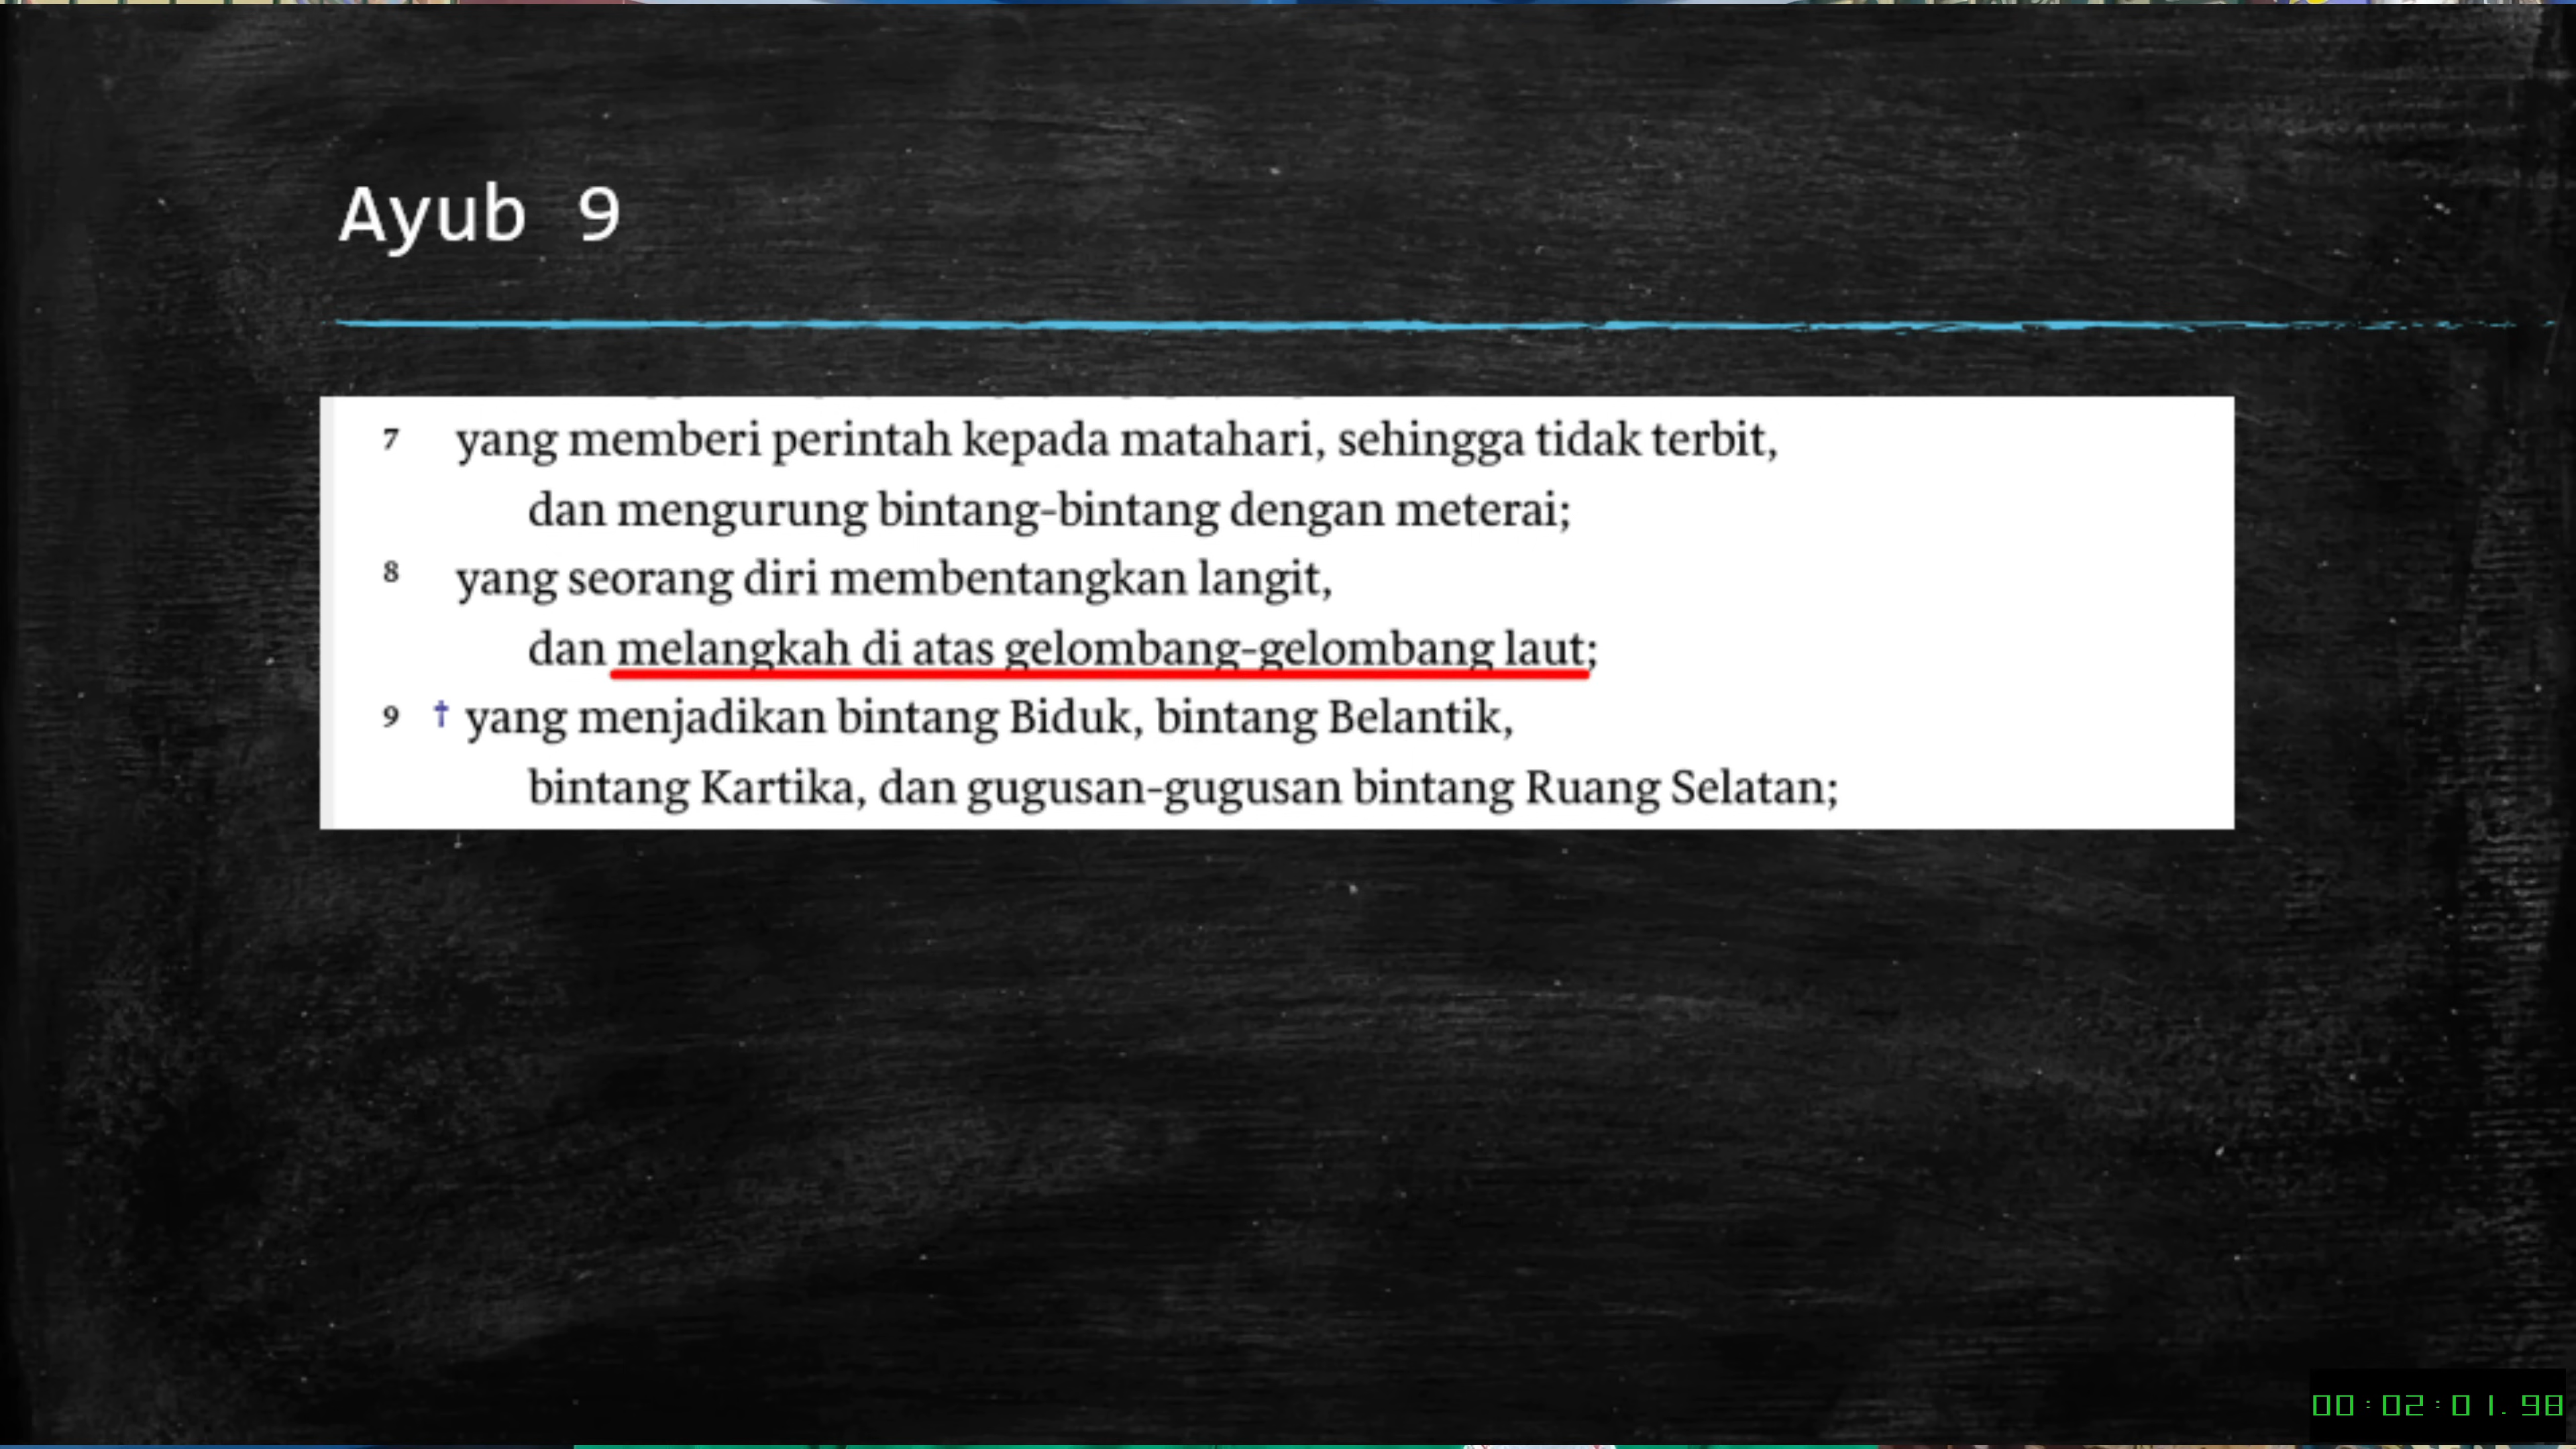 Ayub 9
7 yang memberi perintah kepada matahari, sehingga tidak terbit,
dan mengurung bintang-bintang dengan meterai;
8 yang seorang diri membentangkan langit,
dan melangkah di atas gelombang-gelombang laut;
9 † yang menjadikan bintang Biduk, bintang Belantik,
bintang Kartika, dan gugusan-gugusan bintang Ruang Selatan;
00:02:01.98